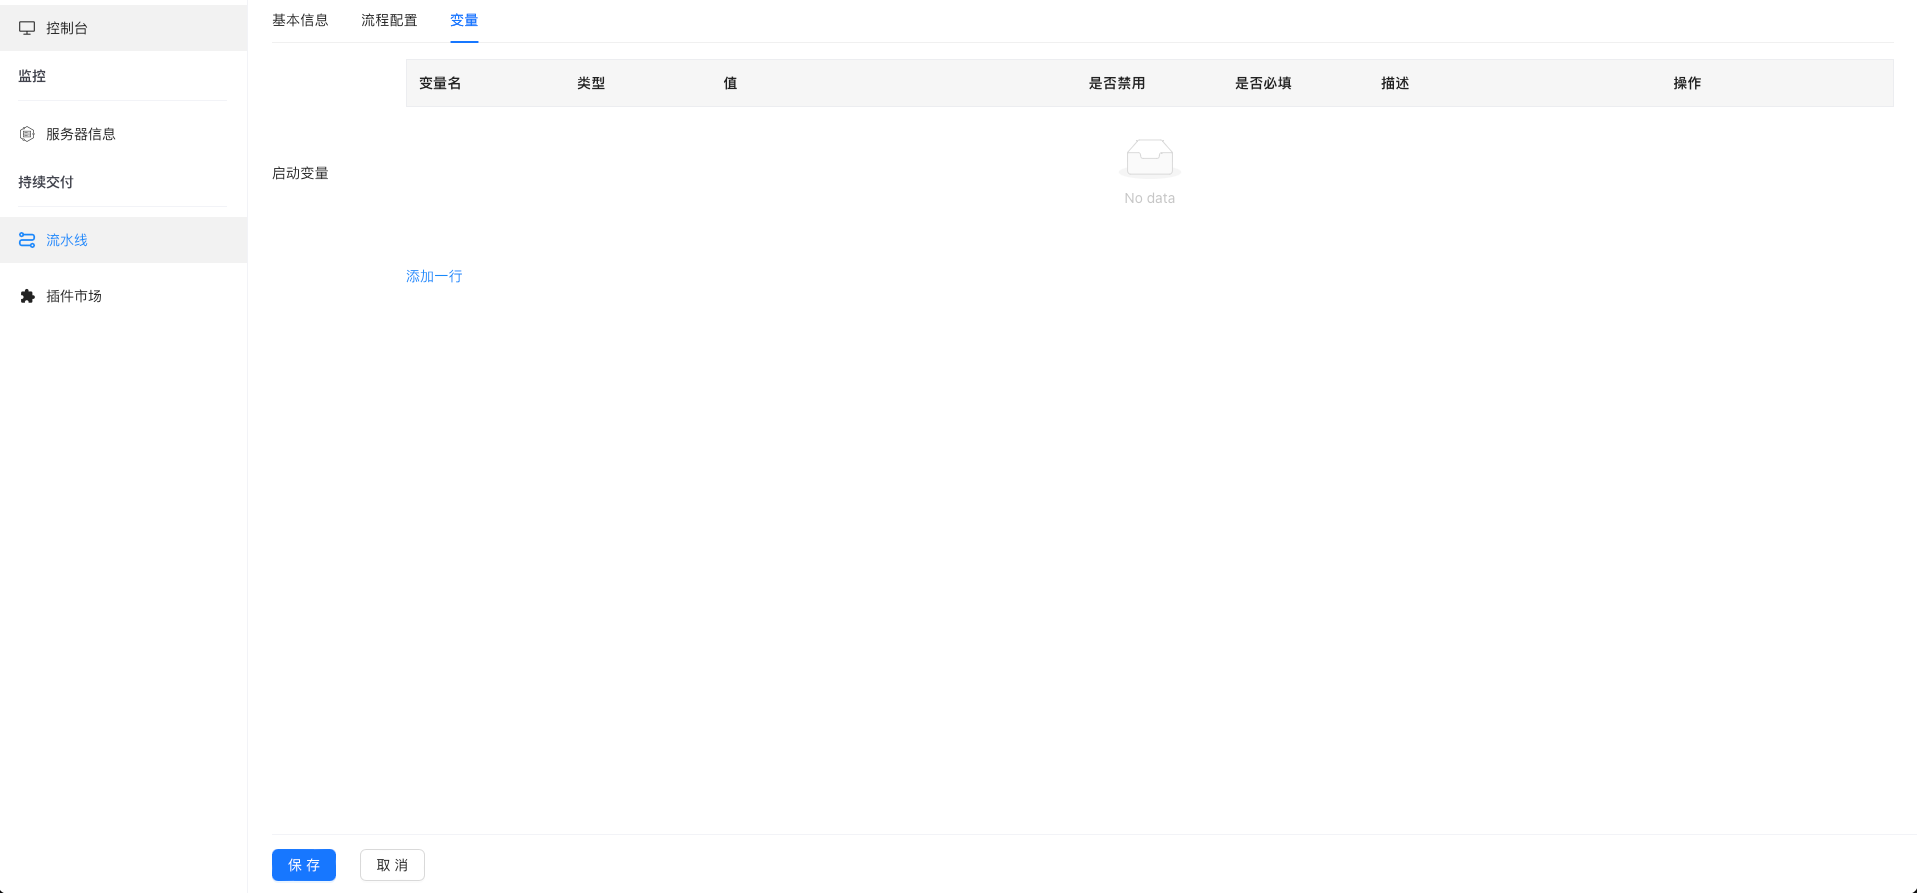 控制台
监控
服务器信息
持续交付
流水线
插件市场
基本信息 流程配置 变量
变量名 类型 值 是否禁用 是否必填 描述 操作
启动变量
No data
添加一行
保 存 取 消